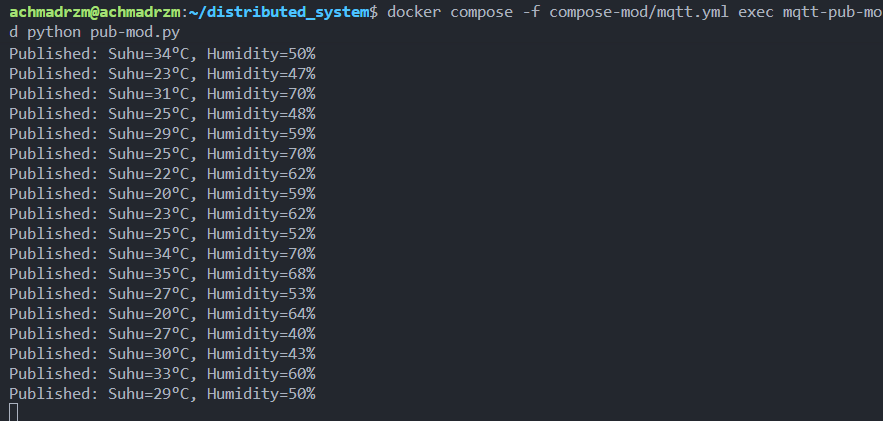 achmadrzm@achmadrzm:~/distributed_system$ docker compose -f compose-mod/mqtt.yml exec mqtt-pub-mo
d python pub-mod.py
Published: Suhu=34°C, Humidity=50%
Published: Suhu=23°C, Humidity=47%
Published: Suhu=31°C, Humidity=70%
Published: Suhu=25°C, Humidity=48%
Published: Suhu=29°C, Humidity=59%
Published: Suhu=25°C, Humidity=70%
Published: Suhu=22°C, Humidity=62%
Published: Suhu=20°C, Humidity=59%
Published: Suhu=23°C, Humidity=62%
Published: Suhu=25°C, Humidity=52%
Published: Suhu=34°C, Humidity=70%
Published: Suhu=35°C, Humidity=68%
Published: Suhu=27°C, Humidity=53%
Published: Suhu=20°C, Humidity=64%
Published: Suhu=27°C, Humidity=40%
Published: Suhu=30°C, Humidity=43%
Published: Suhu=33°C, Humidity=60%
Published: Suhu=29°C, Humidity=50%